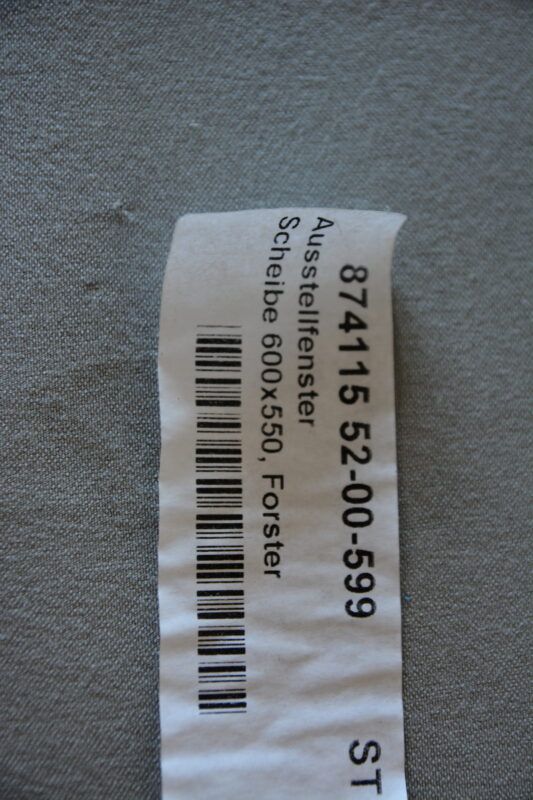 874115 52-00-599 ST
Ausstellfenster
Scheibe 600x550, Forster